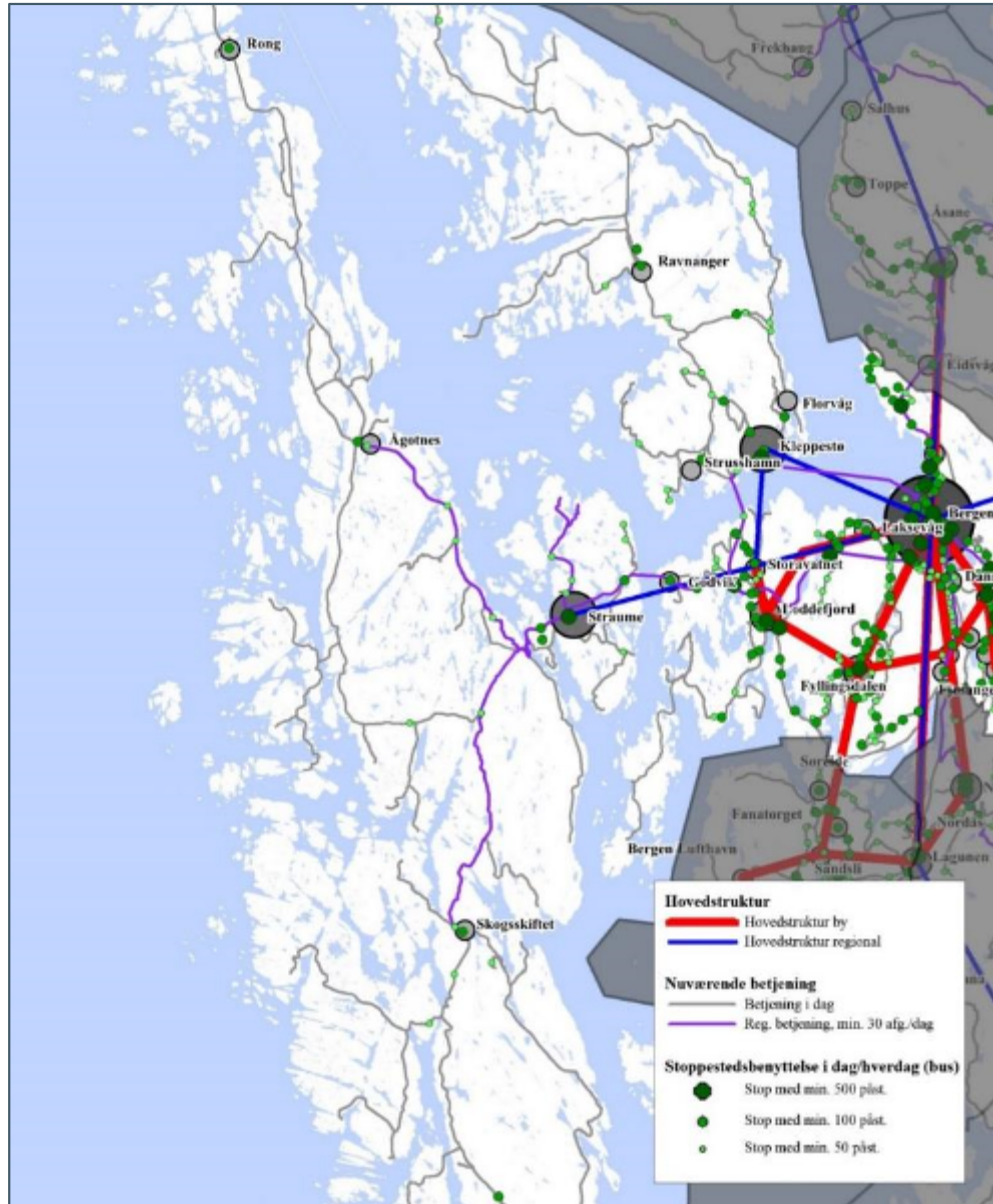 Rong
Frekhaug
Salhus
Toppe
Åsane
Ravnanger
Eidsvåg
Florvåg
Ågotnes
Kleppestø
Strusshamn
Bergen
Laksevåg
Storavatnet
Godvik
Straume
Loddefjord
Fyllingsdalen
Søreide
Fanatorget
Nordås
Bergen Lufthavn
Lagunen
Sandsli
Skogsskiftet
Hovedstruktur
Hovedstruktur by
Hovedstruktur regional
Nuværende betjening
Betjening i dag
Reg. betjening, min. 30 afg./dag
Stoppestedsbenyttelse i dag/hverdag (bus)
Stop med min. 500 påst.
Stop med min. 100 påst.
Stop med min. 50 påst.